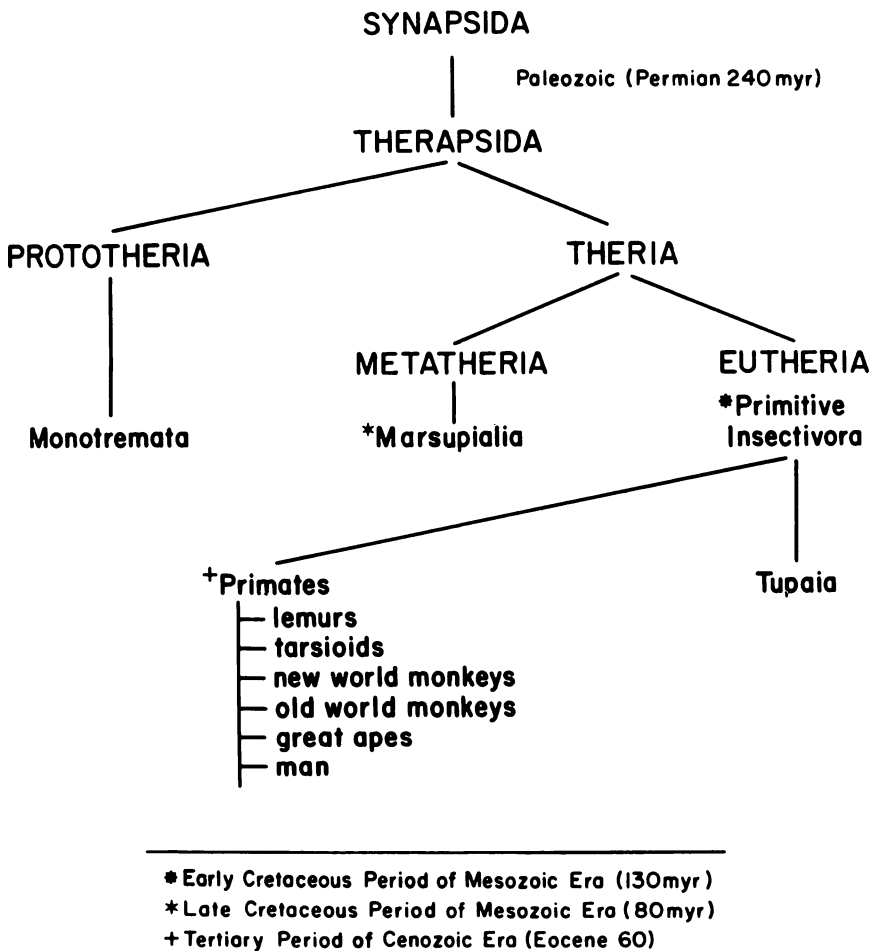 SYNAPSIDA
Paleozoic (Permian 240 myr)
THERAPSIDA
PROTOTHERIA
THERIA
METATHERIA
EUTHERIA
Monotremata
*Marsupialia
*Primitive
Insectivora
+Primates
Tupaia
lemurs
tarsioids
new world monkeys
old world monkeys
great apes
man
*Early Cretaceous Period of Mesozoic Era (130myr)
*Late Cretaceous Period of Mesozoic Era (80myr)
+Tertiary Period of Cenozoic Era (Eocene 60)